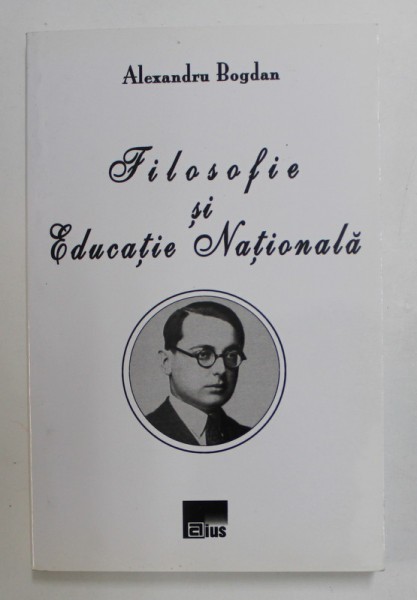 Alexandru Bogdan
Filosofie
și
Educație Națională
aius